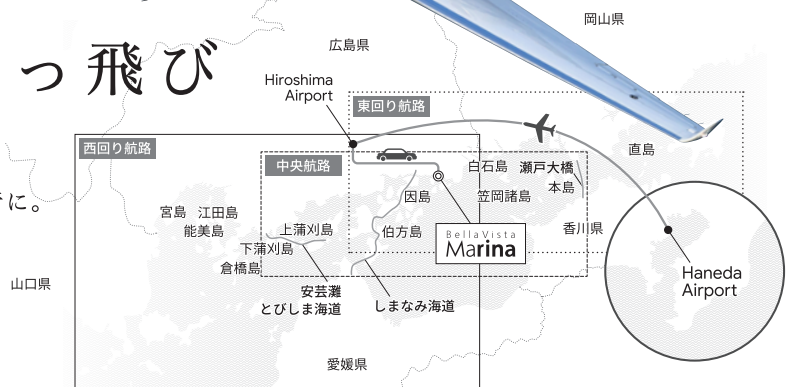 岡山県
広島県
っ飛び
Hiroshima
Airport
東回り航路
西回り航路
中央航路
直島
白石島
瀬戸大橋
本島
因島
笠岡諸島
に。
宮島
江田島
能美島
上蒲刈島
伯方島
香川県
BellaVista
Marina
下蒲刈島
倉橋島
Haneda
Airport
山口県
安芸灘
とびしま海道
しまなみ海道
愛媛県